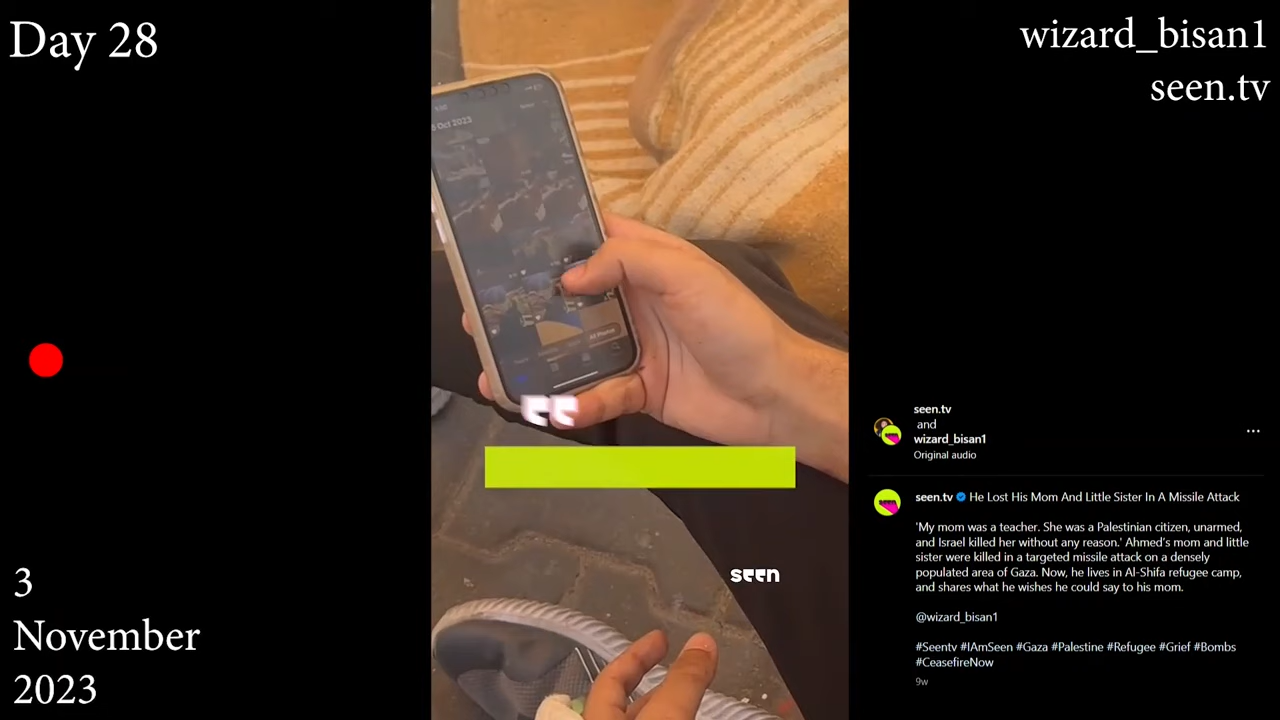 Day 28
wizard_bisan1
seen.tv
Oct 2023
All Photos
seen
3
November
2023
seen.tv
and
wizard_bisan1
Original audio
seen.tv He Lost His Mom And Little Sister In A Missile Attack
'My mom was a teacher. She was a Palestinian citizen, unarmed,
and Israel killed her without any reason.' Ahmed's mom and little
sister were killed in a targeted missile attack on a densely
populated area of Gaza. Now, he lives in Al-Shifa refugee camp,
and shares what he wishes he could say to his mom.
@wizard_bisan1
#Seentv #IAmSeen #Gaza #Palestine #Refugee #Grief #Bombs
#CeasefireNow
9w